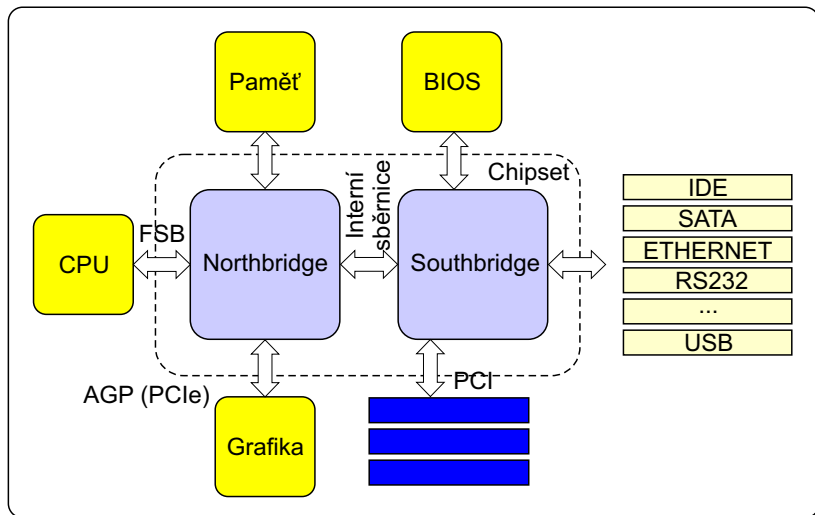 Paměť
BIOS
Chipset
Interní
sběrnice
FSB
CPU
Northbridge
Southbridge
IDE
SATA
ETHERNET
RS232
...
USB
AGP (PCIe)
PCI
Grafika